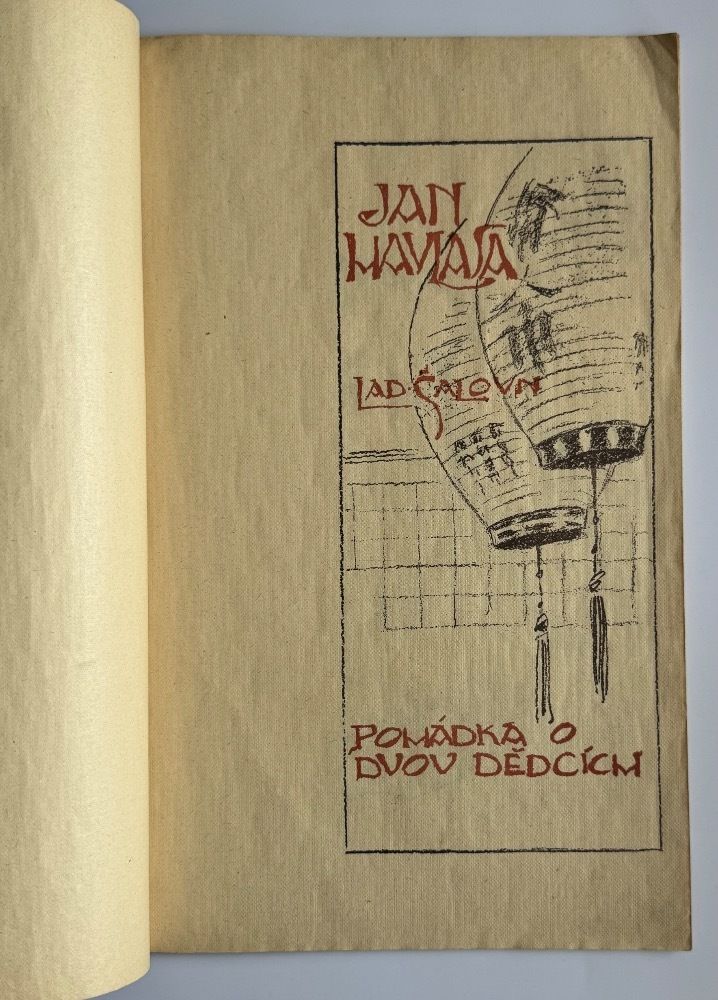 JAN
HAVLASA
LAD. ŠALOUN
POHÁDKA O
DVOU DĚDCÍCH